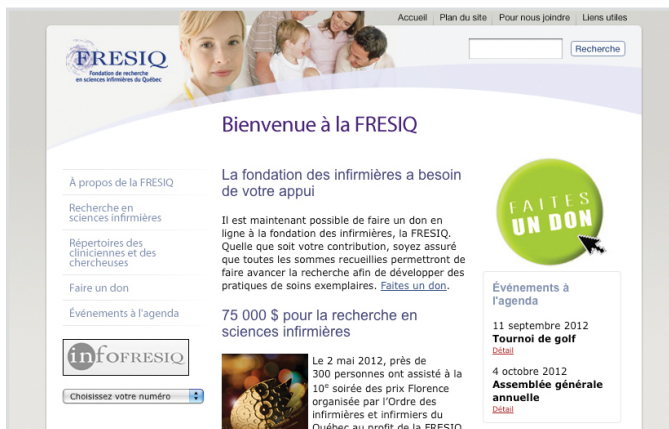 Accueil
Plan du site
Pour nous joindre
Liens utiles
FRESIQ
Fondation de recherche
en sciences infirmières du Québec
Recherche
Bienvenue à la FRESIQ
À propos de la FRESIQ
Recherche en
sciences infirmières
Répertoires des
cliniciennes et des
chercheuses
Faire un don
Événements à l'agenda
infoFRESIQ
Choisissez votre numéro
La fondation des infirmières a besoin
de votre appui
Il est maintenant possible de faire un don en
ligne à la fondation des infirmières, la FRESIQ.
Quelle que soit votre contribution, soyez assuré
que toutes les sommes recueillies permettront de
faire avancer la recherche afin de développer des
pratiques de soins exemplaires. Faites un don.
75 000 $ pour la recherche en
sciences infirmières
Le 2 mai 2012, près de
300 personnes ont assisté à la
10e soirée des prix Florence
organisée par l'Ordre des
infirmières et infirmiers du
Québec au profit de la FRESIQ
FAITES
UN DON
Événements à
l'agenda
11 septembre 2012
Tournoi de golf
Détail
4 octobre 2012
Assemblée générale
annuelle
Détail